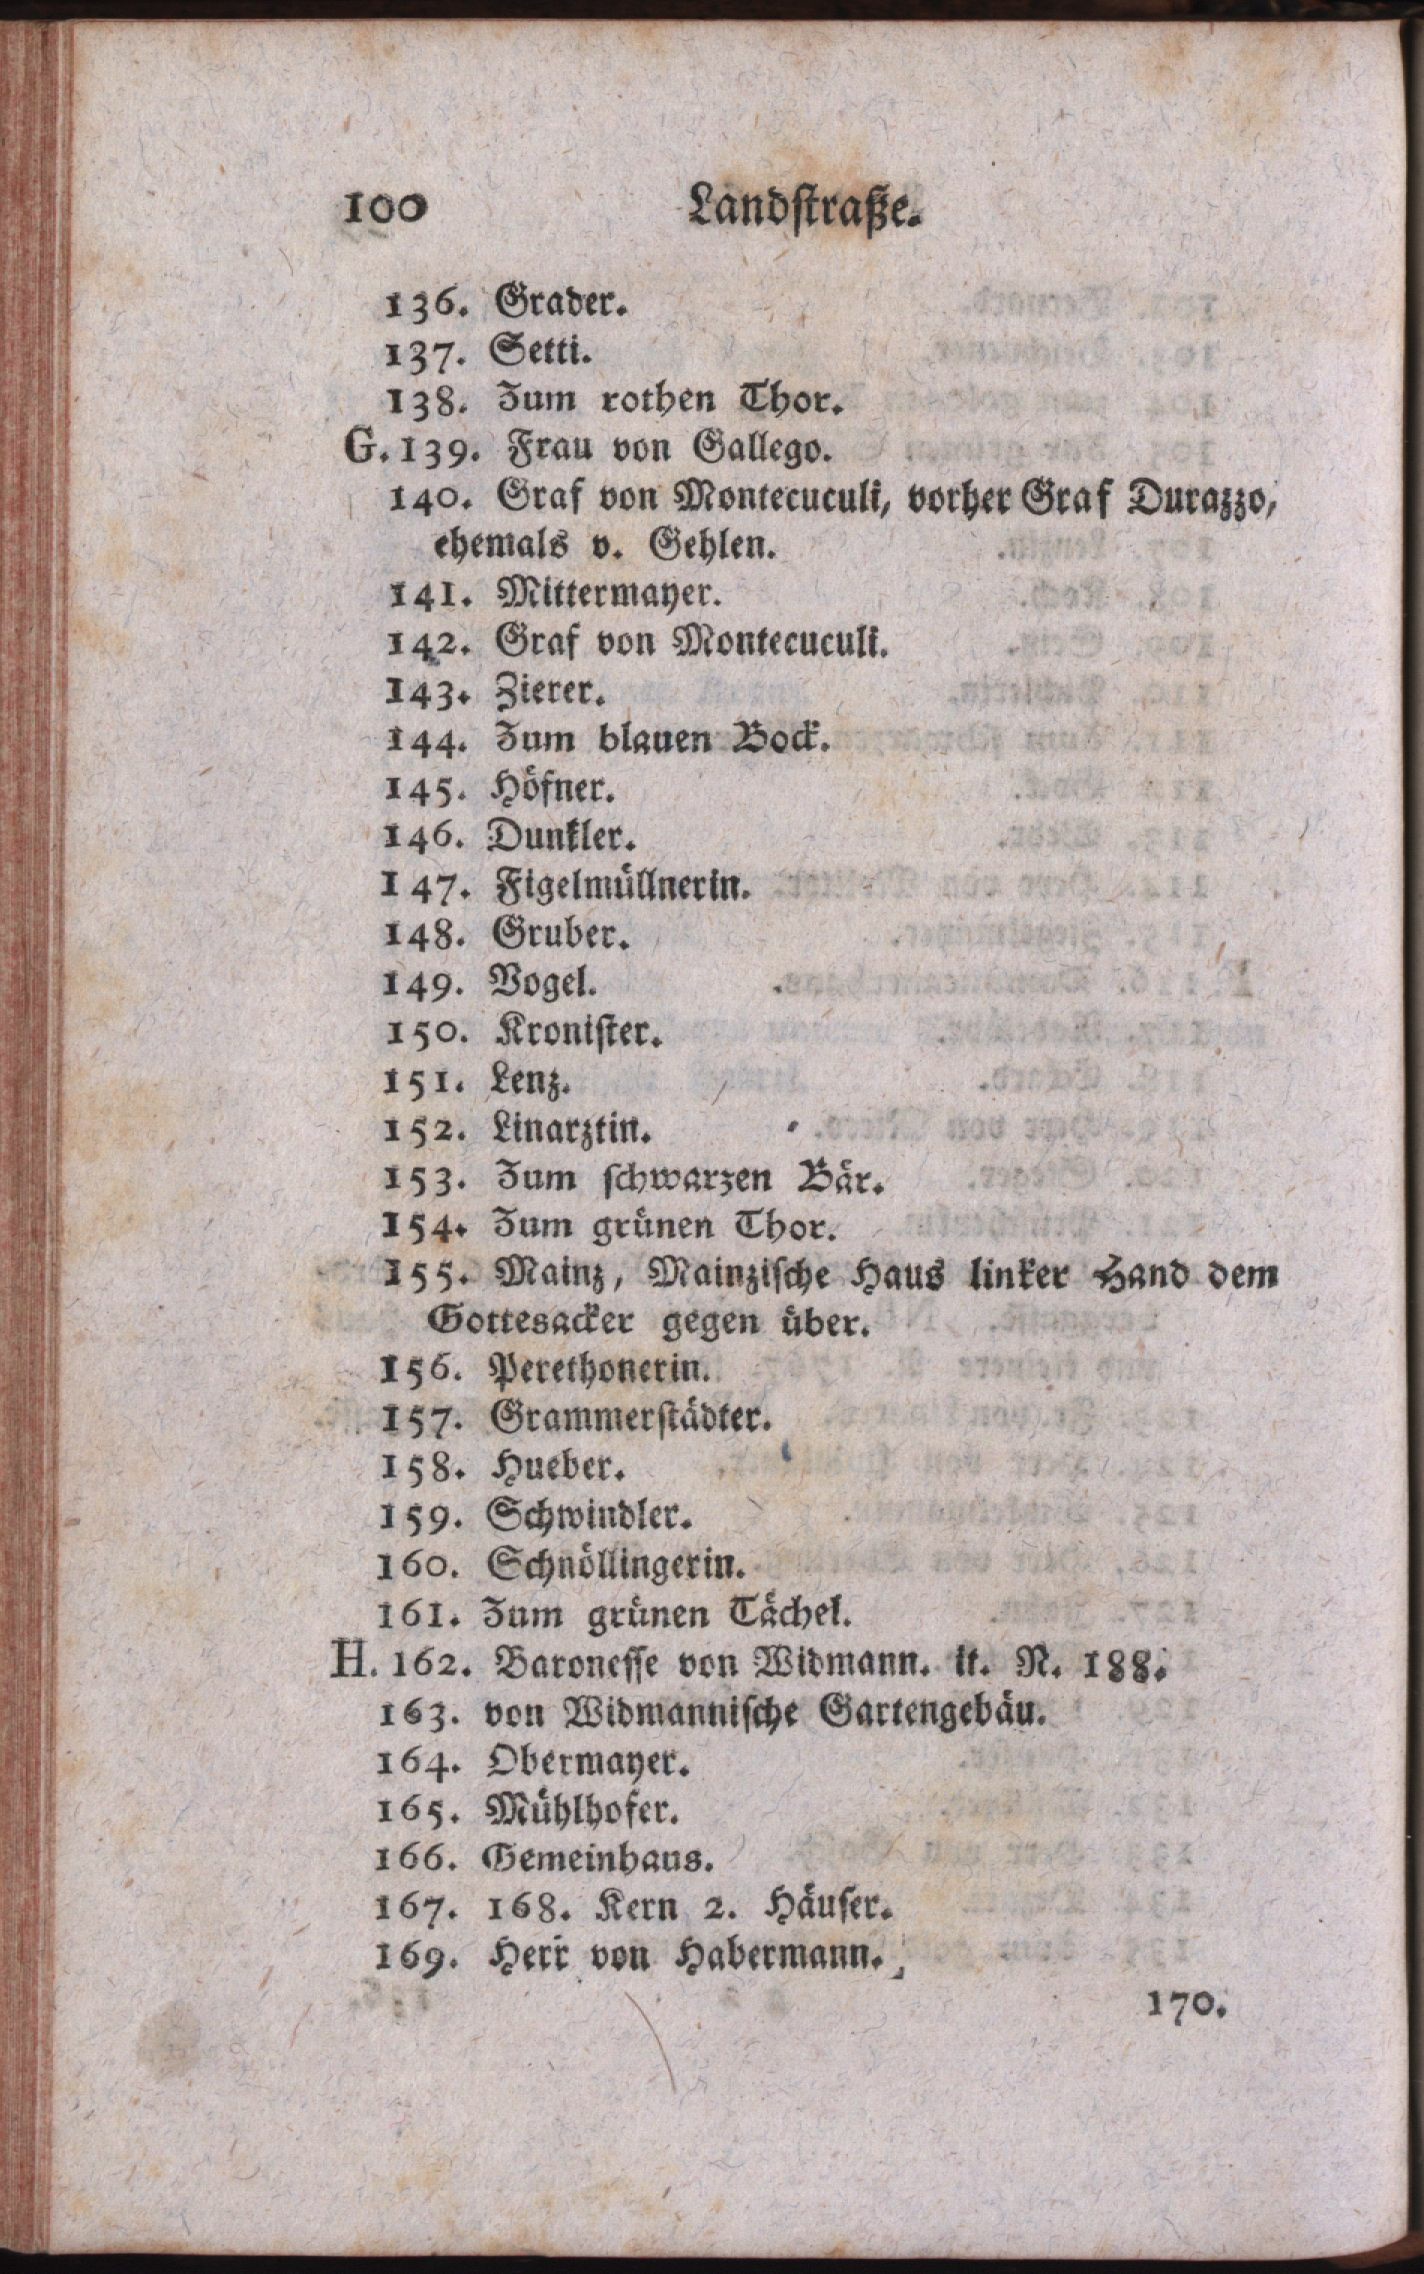 100 Landstraße.
136. Grader.
137. Setti.
138. Zum rothen Thor.
G. 139. Frau von Gallego.
140. Graf von Montecuculi, vorher Graf Durazzo,
ehemals v. Gehlen.
141. Mittermayer.
142. Graf von Montecuculi.
143. Zierer.
144. Zum blauen Bock.
145. Höfner.
146. Dunkler.
147. Figelmüllnerin.
148. Gruber.
149. Vogel.
150. Kronister.
151. Lenz.
152. Linarztin.
153. Zum schwarzen Bär.
154. Zum grünen Thor.
155. Mainz, Mainzische Haus linker Hand dem
Gottesacker gegen über.
156. Perethonerin.
157. Grammerstädter.
158. Hueber.
159. Schwindler.
160. Schnöllingerin.
161. Zum grünen Tächel.
H. 162. Baronesse von Widmann. it. N. 188.
163. von Widmannische Gartengebäu.
164. Obermayer.
165. Mühlhofer.
166. Gemeinhaus.
167. 168. Kern 2. Häuser.
169. Herr von Habermann.
170.